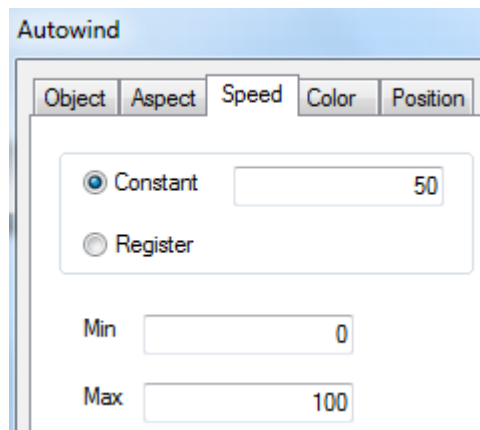 Autowind
Object Aspect Speed Color Position
Constant 50
Register
Min 0
Max 100